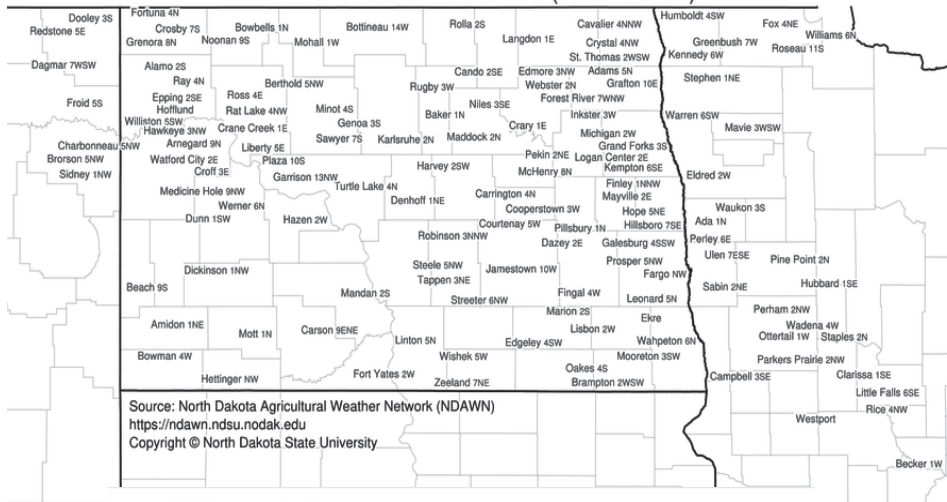 Dooley 3S
Redstone 5E
Dagmar 7WSW
Froid 5S
Charbonneau 5NW
Brorson 5NW
Sidney 1NW
Fortuna 4N
Crosby 7S
Grenora 8N
Noonan 9S
Bowbells 1N
Mohall 1W
Bottineau 14W
Rolla 2S
Langdon 1E
Cavalier 4NNW
Crystal 4NW
St. Thomas 2WSW
Alamo 2S
Ray 4N
Epping 2SE
Hofflund
Williston 5SW
Hawkeye 3NW
Arnegard 9N
Watford City 2E
Croff 3E
Ross 4E
Rat Lake 4NW
Crane Creek 1E
Liberty 5E
Plaza 10S
Garrison 13NW
Berthold 5NW
Minot 4S
Genoa 3S
Sawyer 7S
Karlsruhe 2N
Rugby 3W
Baker 1N
Maddock 2N
Cando 2SE
Niles 3SE
Crary 1E
Edmore 3NW
Webster 2N
Forest River 7WNW
Adams 5N
Grafton 10E
Inkster 3W
Michigan 2W
Grand Forks 3S
Pekin 2NE
Logan Center 2E
McHenry 8N
Kempton 6SE
Medicine Hole 9NW
Werner 6N
Dunn 1SW
Hazen 2W
Turtle Lake 4N
Harvey 2SW
Denhoff 1NE
Carrington 4N
Cooperstown 3W
Courtenay 5W
Pillsbury 1N
Finley 1NNW
Mayville 2E
Hope 5NE
Hillsboro 7SE
Robinson 3NNW
Dazey 2E
Galesburg 4SSW
Dickinson 1NW
Beach 9S
Mandan 2S
Steele 5NW
Tappen 3NE
Streeter 6NW
Jamestown 10W
Prosper 5NW
Fargo NW
Fingal 4W
Leonard 5N
Marion 2S
Ekre
Lisbon 2W
Amidon 1NE
Mott 1N
Carson 9ENE
Linton 5N
Wishek 5W
Edgeley 4SW
Wahpeton 6N
Mooreton 3SW
Bowman 4W
Hettinger NW
Fort Yates 2W
Zeeland 7NE
Oakes 4S
Brampton 2WSW
Humboldt 4SW
Fox 4NE
Williams 6N
Greenbush 7W
Roseau 11S
Kennedy 6W
Stephen 1NE
Warren 6SW
Mavie 3WSW
Eldred 2W
Waukon 3S
Ada 1N
Perley 6E
Ulen 7ESE
Pine Point 2N
Sabin 2NE
Hubbard 1SE
Perham 2NW
Wadena 4W
Ottertail 1W
Staples 2N
Parkers Prairie 2NW
Campbell 3SE
Clarissa 1SE
Little Falls 6SE
Rice 4NW
Westport
Becker 1W
Source: North Dakota Agricultural Weather Network (NDAWN)
https://ndawn.ndsu.nodak.edu
Copyright © North Dakota State University